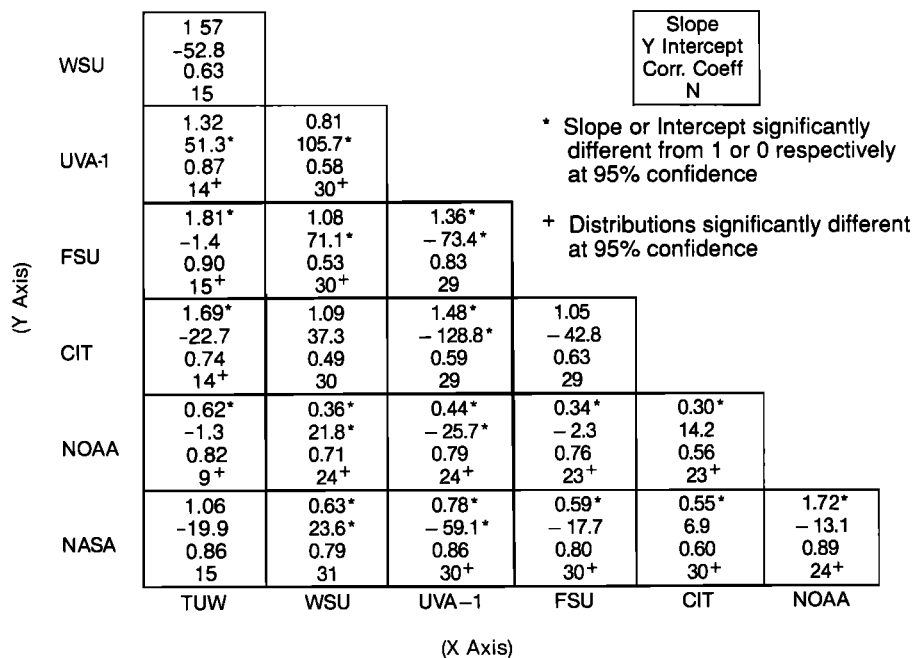 Slope
Y Intercept
Corr. Coeff
N
* Slope or Intercept significantly
different from 1 or 0 respectively
at 95% confidence
+ Distributions significantly different
at 95% confidence
(Y Axis)
WSU
1 57
-52.8
0.63
15
UVA-1
1.32 0.81
51.3* 105.7*
0.87 0.58
14+ 30+
FSU
1.81* 1.08 1.36*
-1.4 71.1* -73.4*
0.90 0.53 0.83
15+ 30+ 29
CIT
1.69* 1.09 1.48* 1.05
-22.7 37.3 -128.8* -42.8
0.74 0.49 0.59 0.63
14+ 30 29 29
NOAA
0.62* 0.36* 0.44* 0.34* 0.30*
-1.3 21.8* -25.7* -2.3 14.2
0.82 0.71 0.79 0.76 0.56
9+ 24+ 24+ 23+ 23+
NASA
1.06 0.63* 0.78* 0.59* 0.55* 1.72*
-19.9 23.6* -59.1* -17.7 6.9 -13.1
0.86 0.79 0.86 0.80 0.60 0.89
15 31 30+ 30+ 30+ 24+
TUW WSU UVA-1 FSU CIT NOAA
(X Axis)